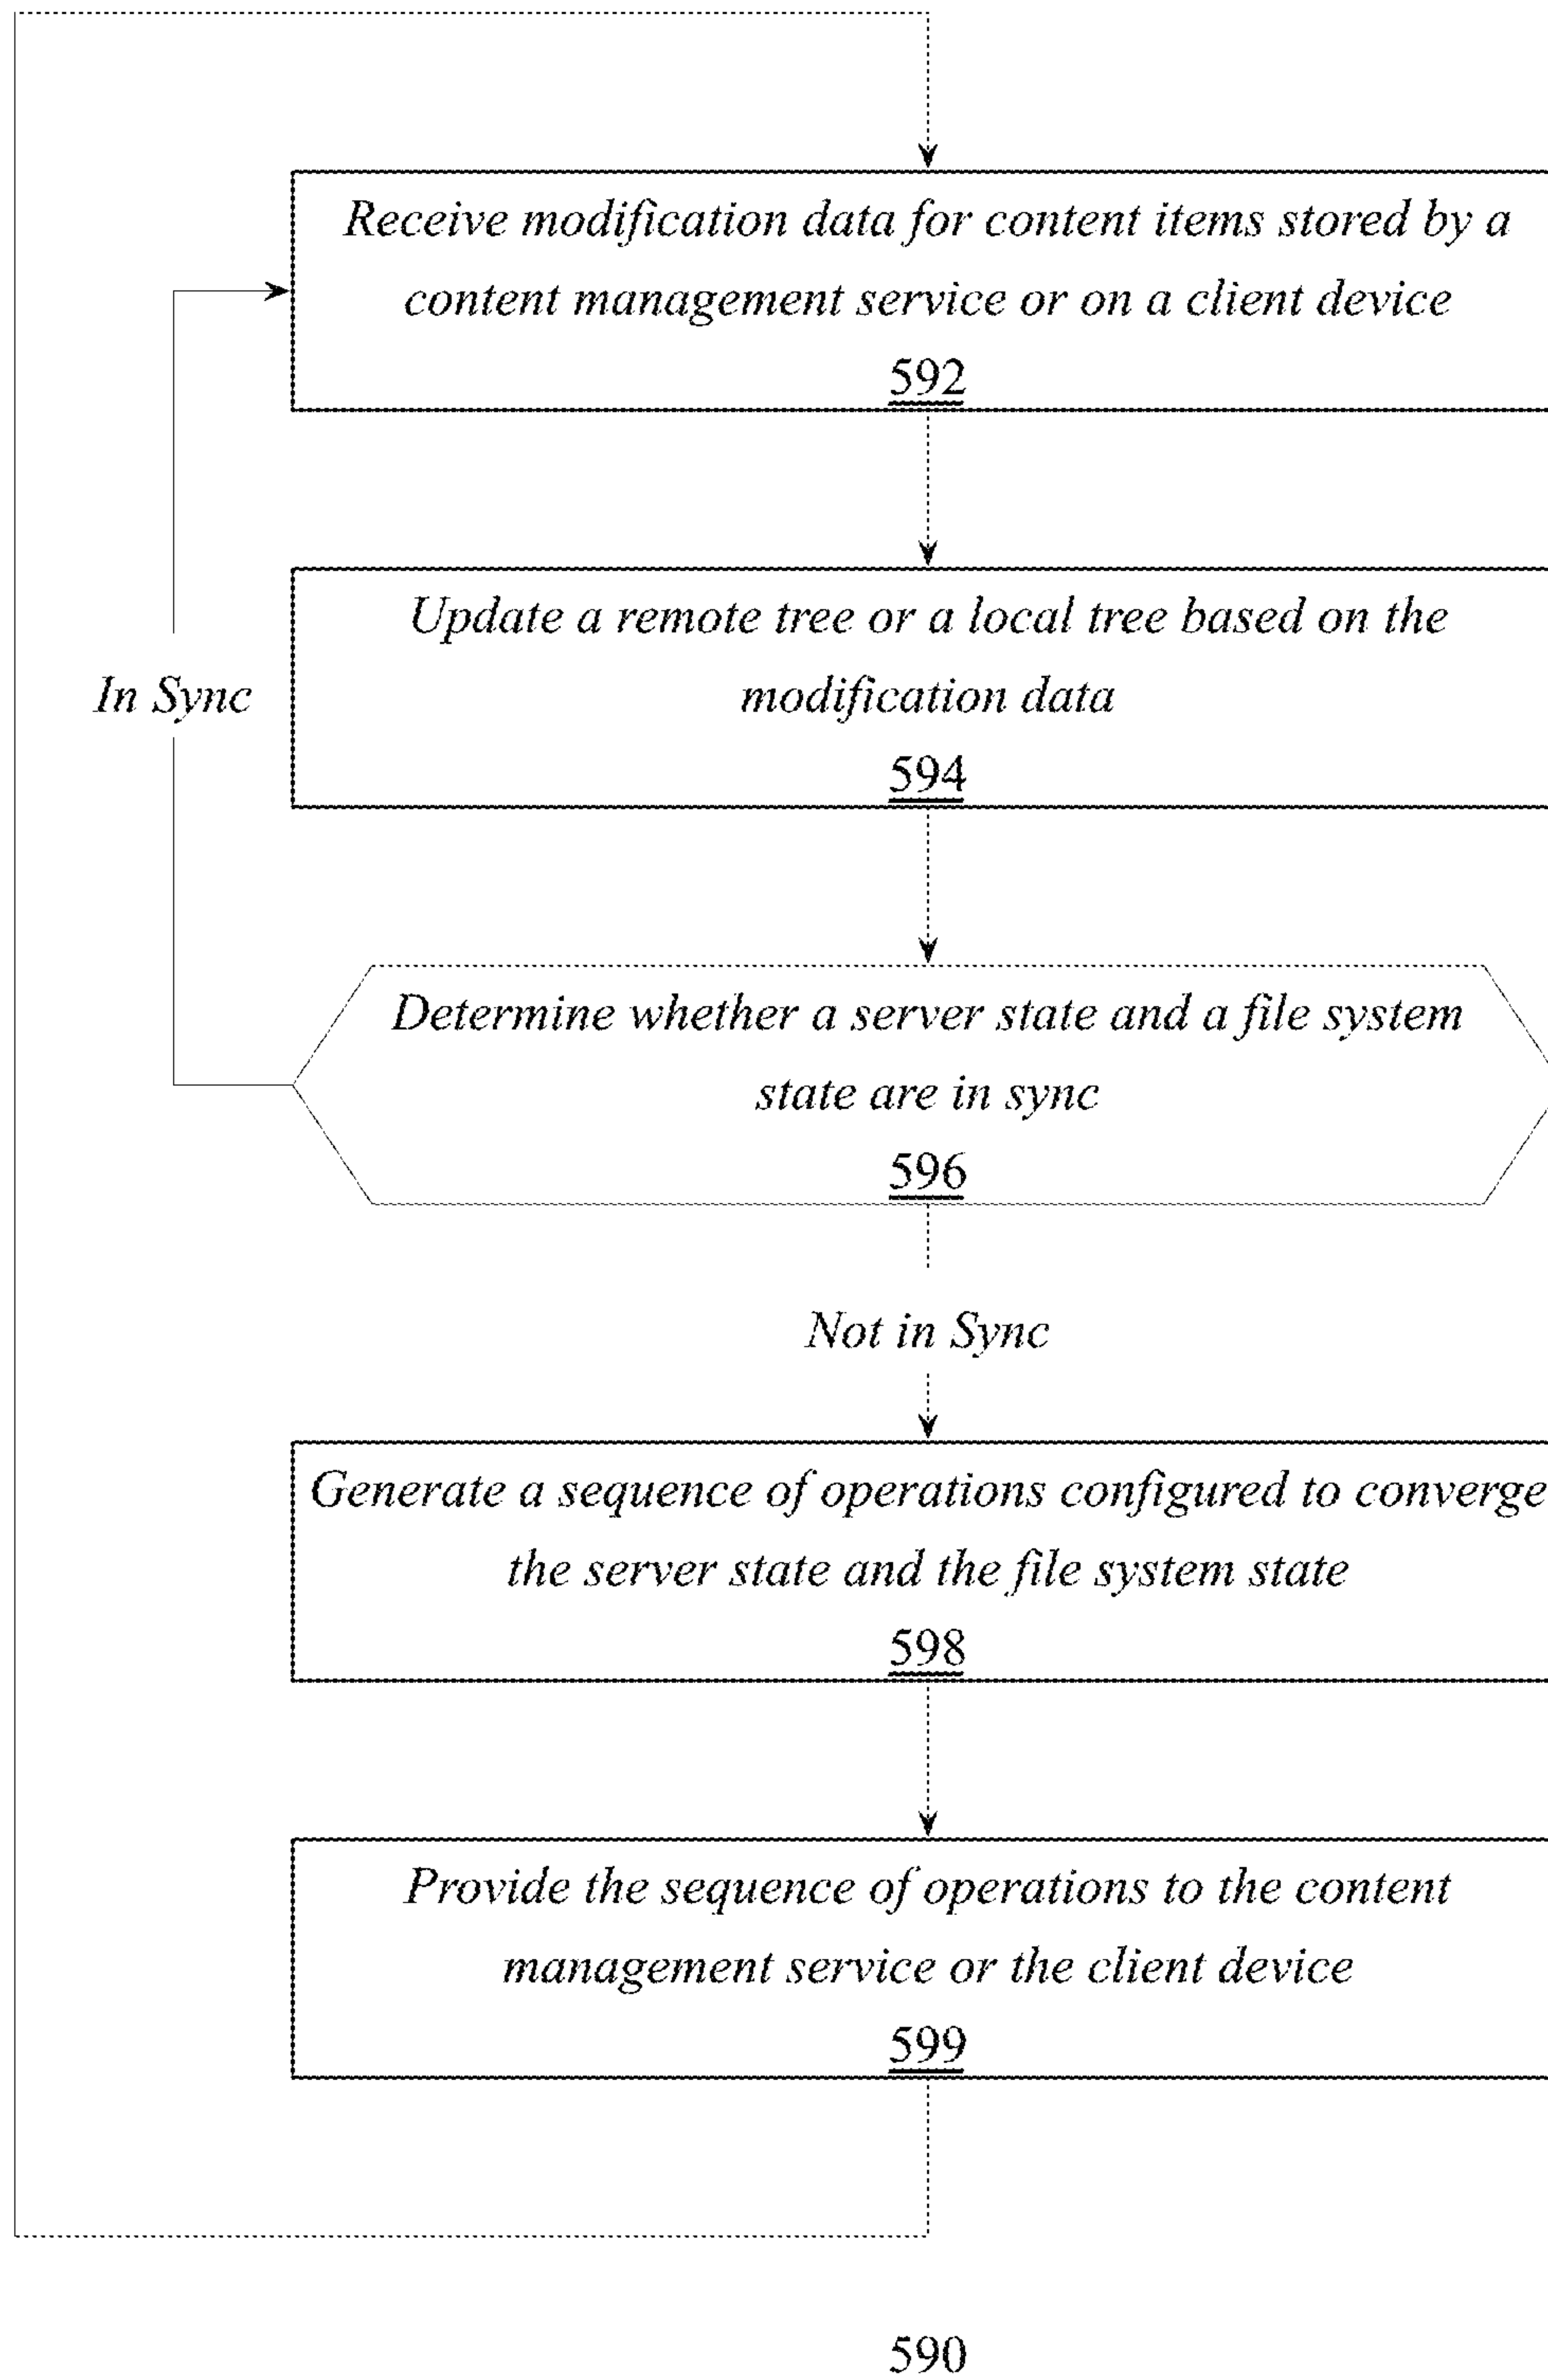 Receive modification data for content items stored by a
content management service or on a client device
592
Update a remote tree or a local tree based on the
modification data
594
In Sync
Determine whether a server state and a file system
state are in sync
596
Not in Sync
Generate a sequence of operations configured to converge
the server state and the file system state
598
Provide the sequence of operations to the content
management service or the client device
599
590